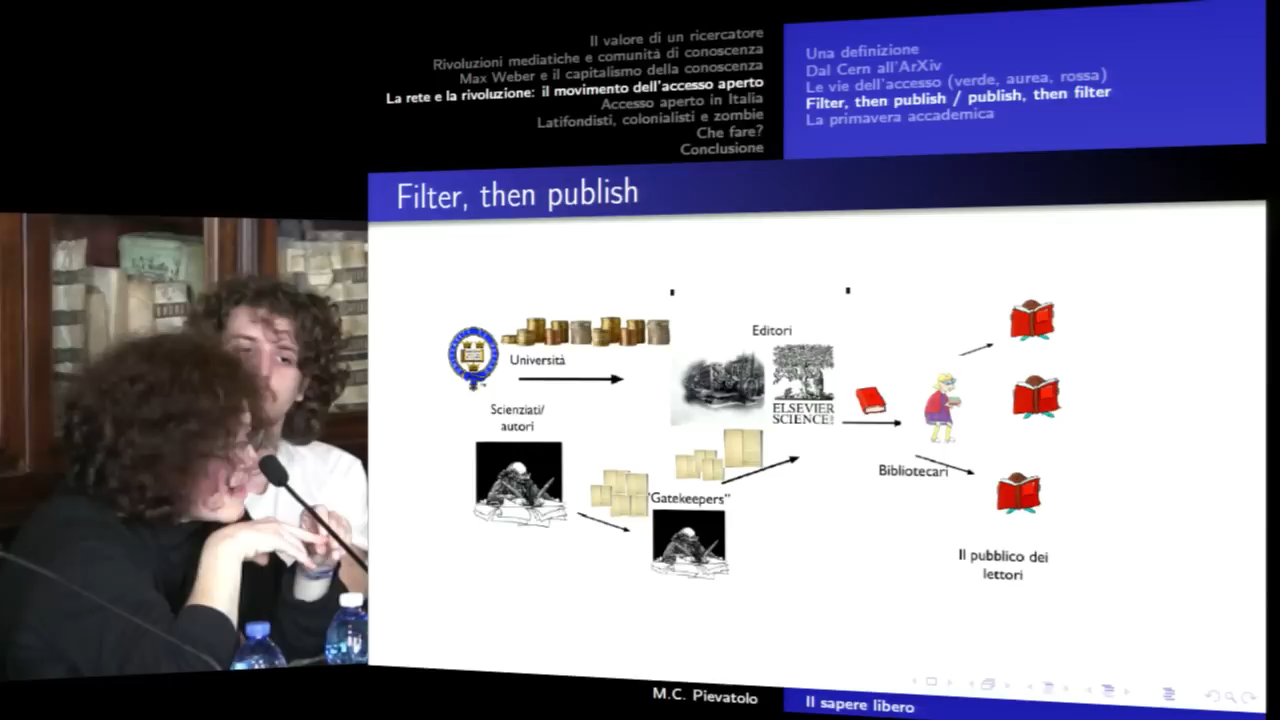 Il valore di un ricercatore
Rivoluzioni mediatiche e comunità di conoscenza
Max Weber e il capitalismo della conoscenza
La rete e la rivoluzione: il movimento dell'accesso aperto
Accesso aperto in Italia
Latifondisti, colonialisti e zombie
Che fare?
Conclusione
Una definizione
Dal Cern all'ArXiv
Le vie dell'accesso (verde, aurea, rossa)
Filter, then publish / publish, then filter
La primavera accademica
Filter, then publish
Università
Editori
Scienziati/
autori
ELSEVIER
SCIENCE
"Gatekeepers"
Bibliotecari
Il pubblico dei
lettori
M.C. Pievatolo
Il sapere libero